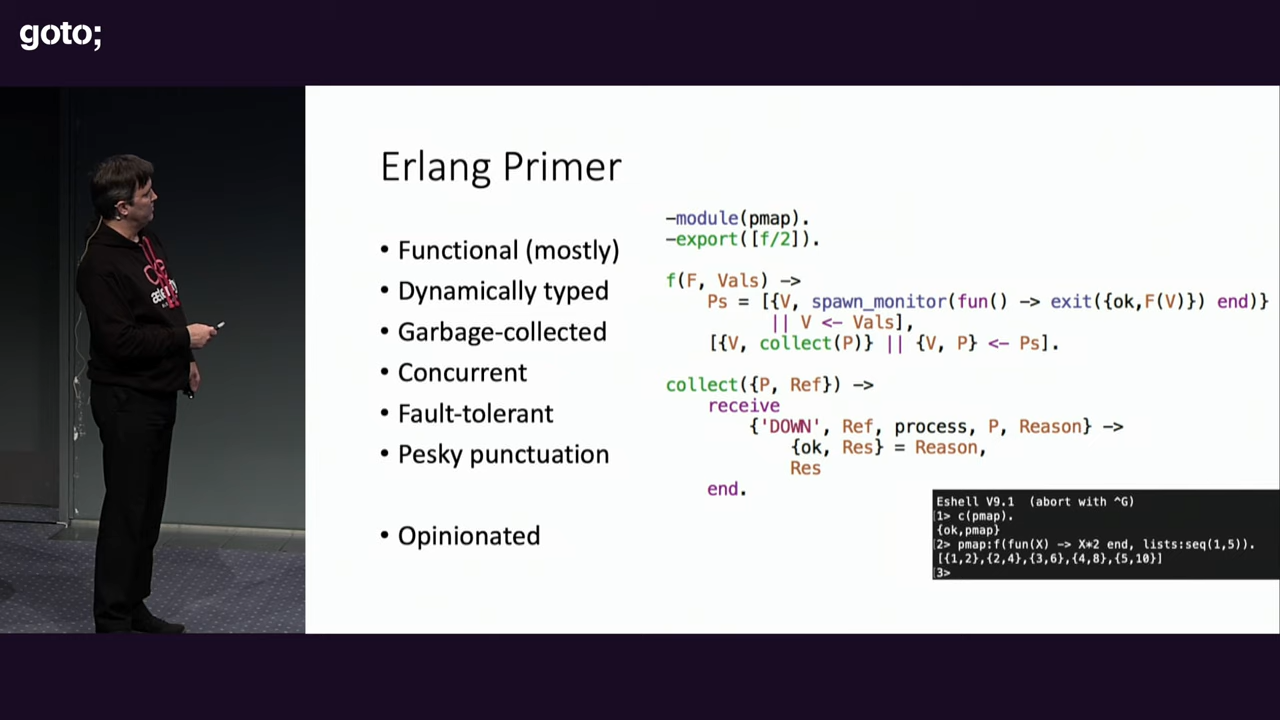 goto;
Erlang Primer
• Functional (mostly)
• Dynamically typed
• Garbage-collected
• Concurrent
• Fault-tolerant
• Pesky punctuation
• Opinionated
-module(pmap).
-export([f/2]).
f(F, Vals) ->
Ps = [{V, spawn_monitor(fun() -> exit({ok,F(V)}) end)}
|| V <- Vals],
[{V, collect(P)} || {V, P} <- Ps].
collect({P, Ref}) ->
receive
{'DOWN', Ref, process, P, Reason} ->
{ok, Res} = Reason,
Res
end.
Eshell V9.1 (abort with ^G)
1> c(pmap).
{ok,pmap}
2> pmap:f(fun(X) -> X*2 end, lists:seq(1,5)).
[{1,2},{2,4},{3,6},{4,8},{5,10}]
3>